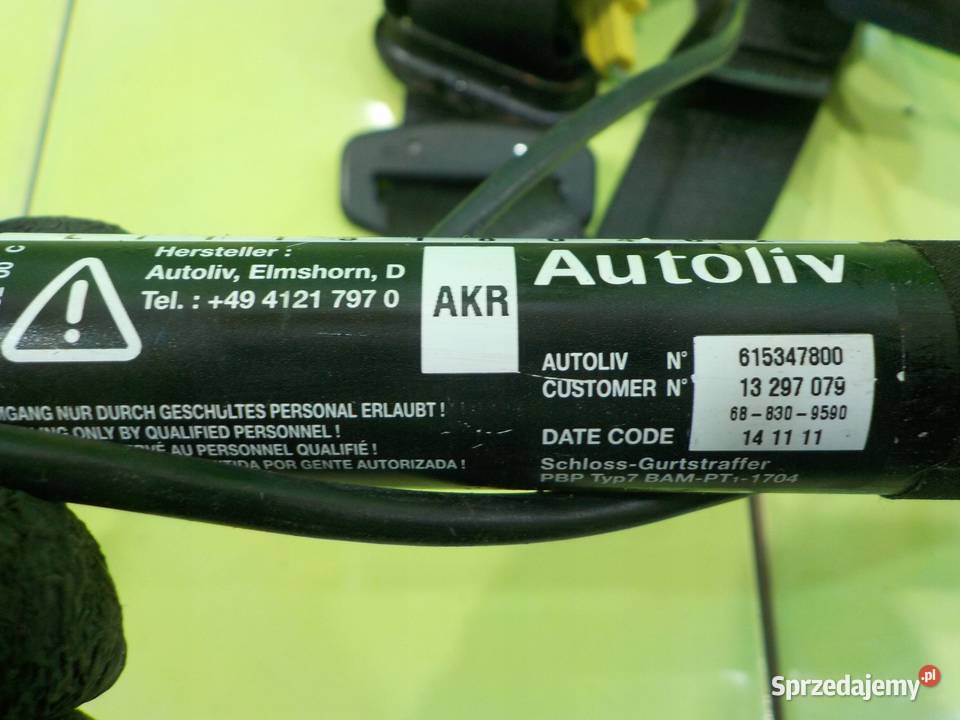 Hersteller :
Autoliv, Elmshorn, D
Tel. : +49 4121 797 0
AKR
Autoliv
AUTOLIV N° 615347800
CUSTOMER N° 13 297 079
68-830-9590
DATE CODE 14 11 11
Schloss-Gurtstraffer
PBP Typ7 BAM-PT1-1704
NUR DURCH GESCHULTES PERSONAL ERLAUBT !
ONLY BY QUALIFIED PERSONNEL !
AU PERSONNEL QUALIFIÉ !
POR GENTE AUTORIZADA !
Sprzedajemy.pl